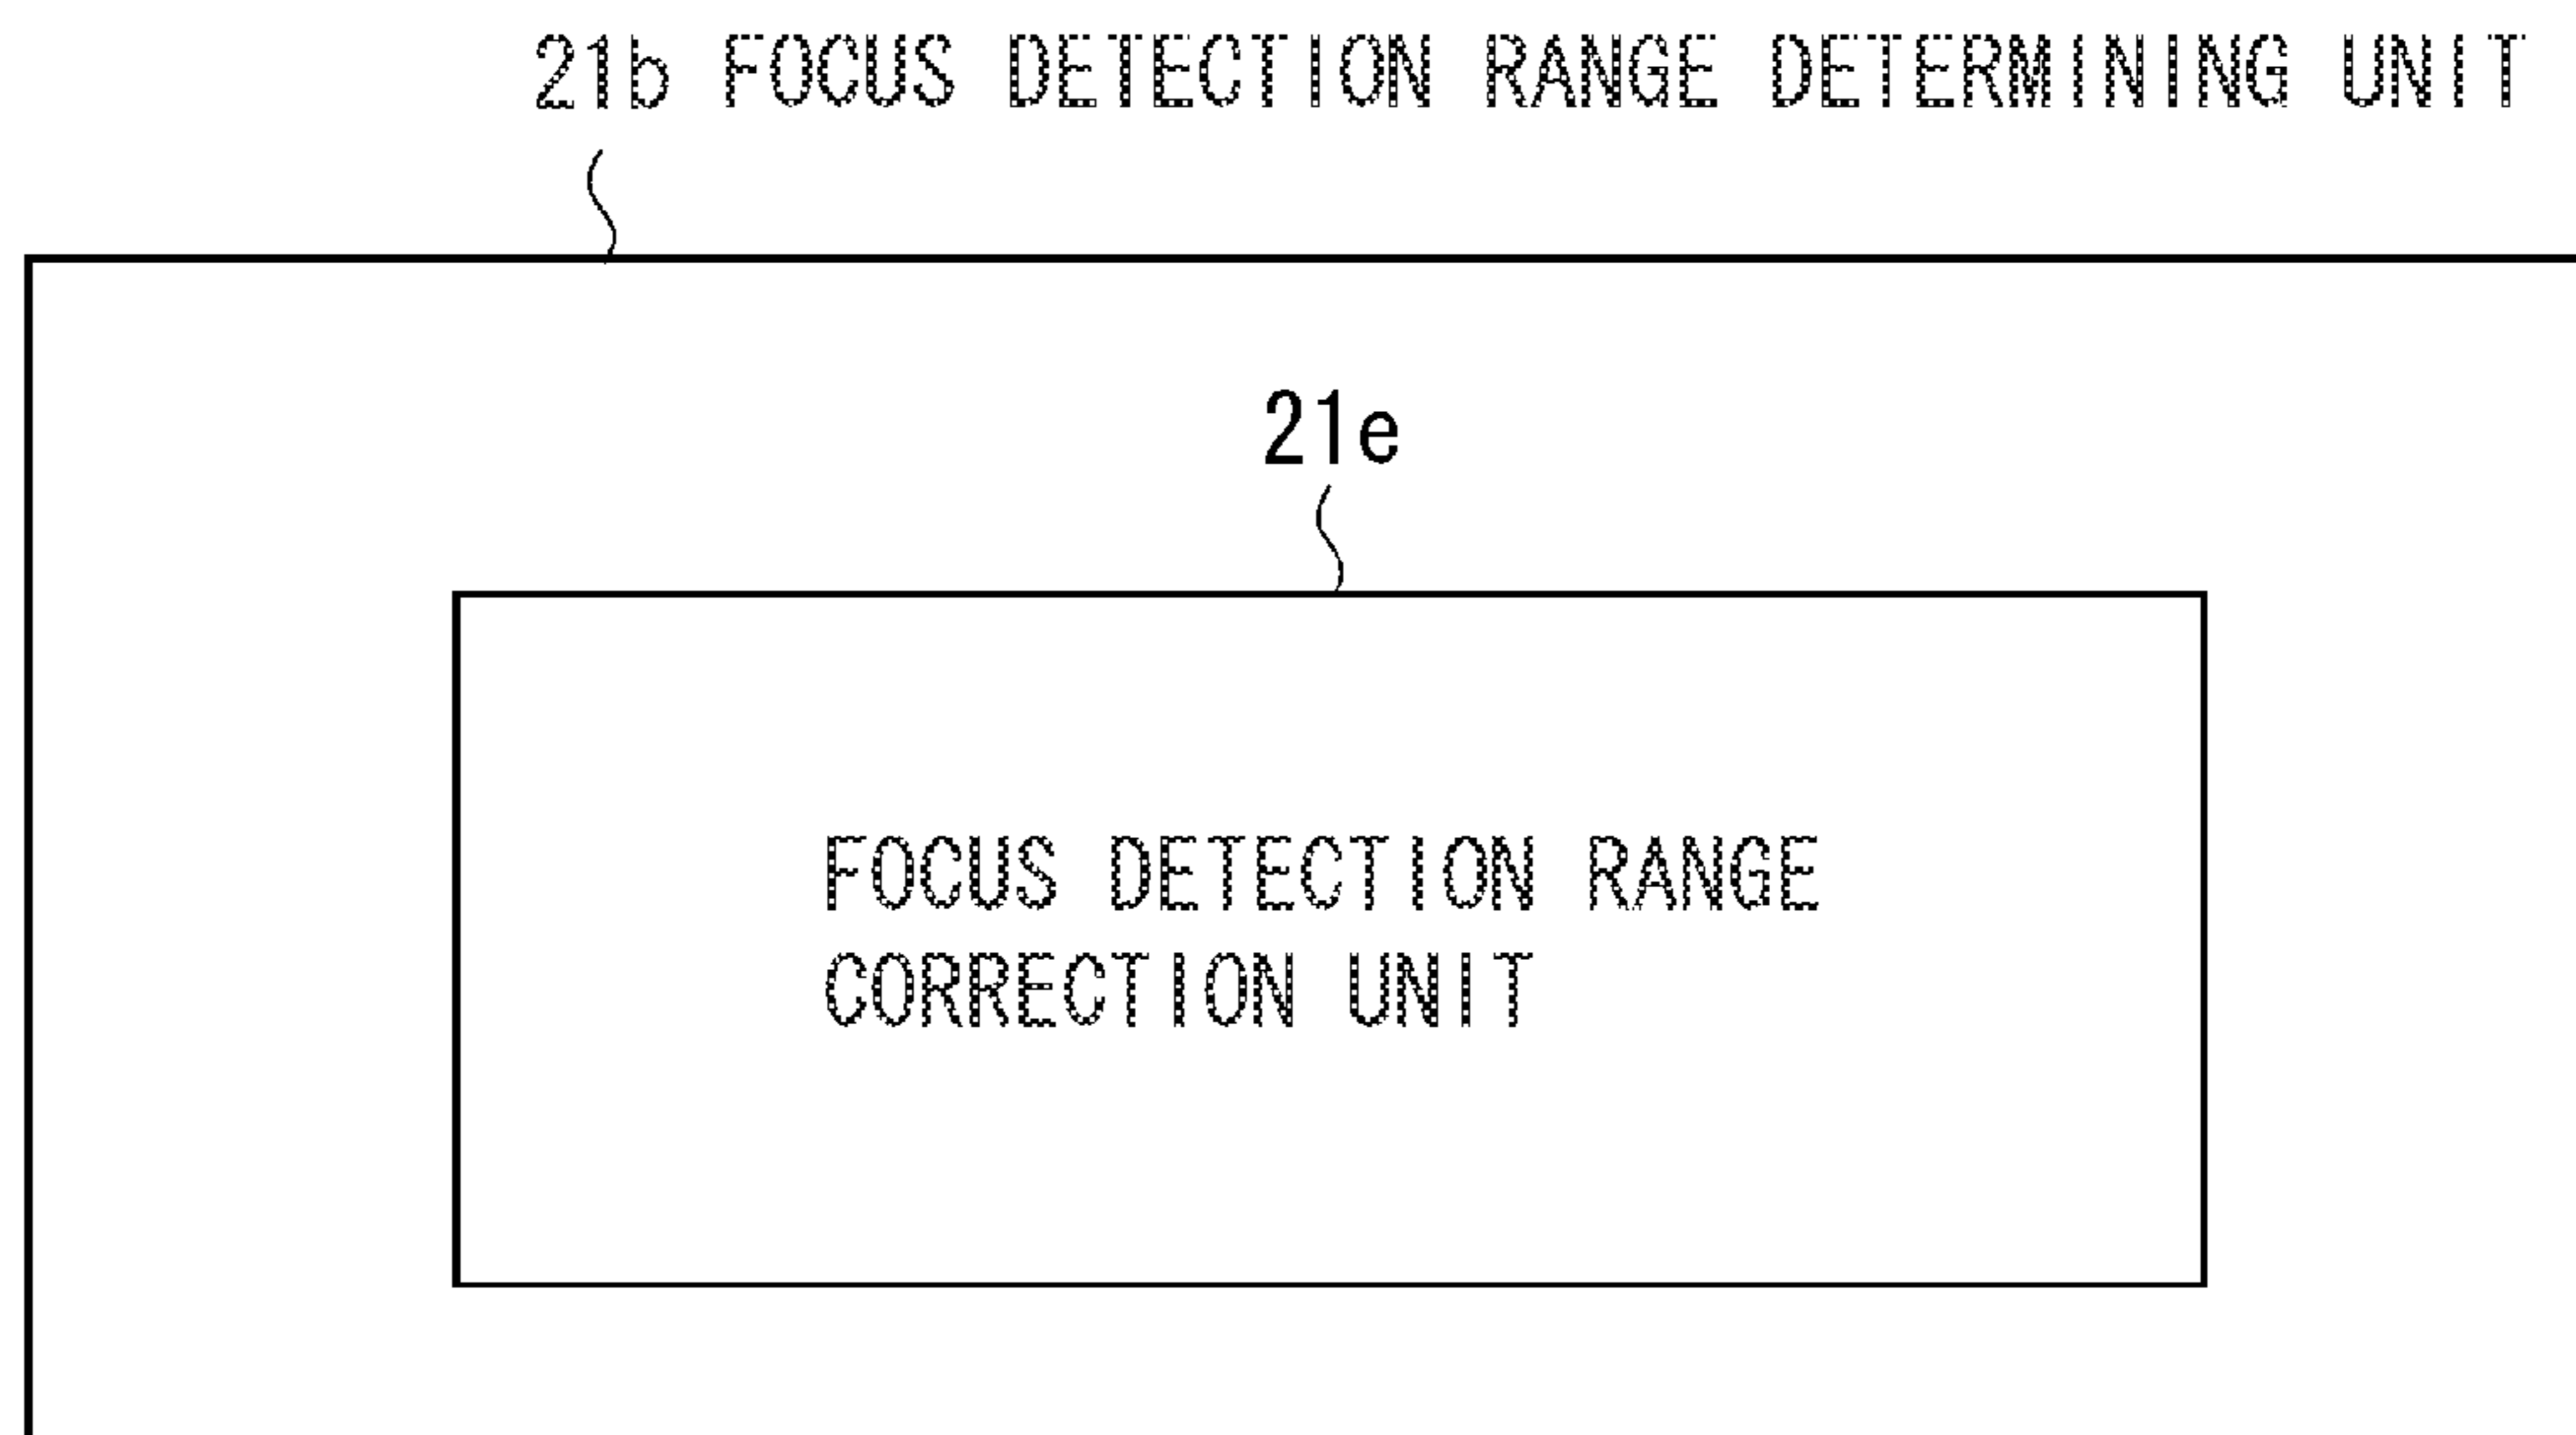 21b FOCUS DETECTION RANGE DETERMINING UNIT
21e
FOCUS DETECTION RANGE
CORRECTION UNIT